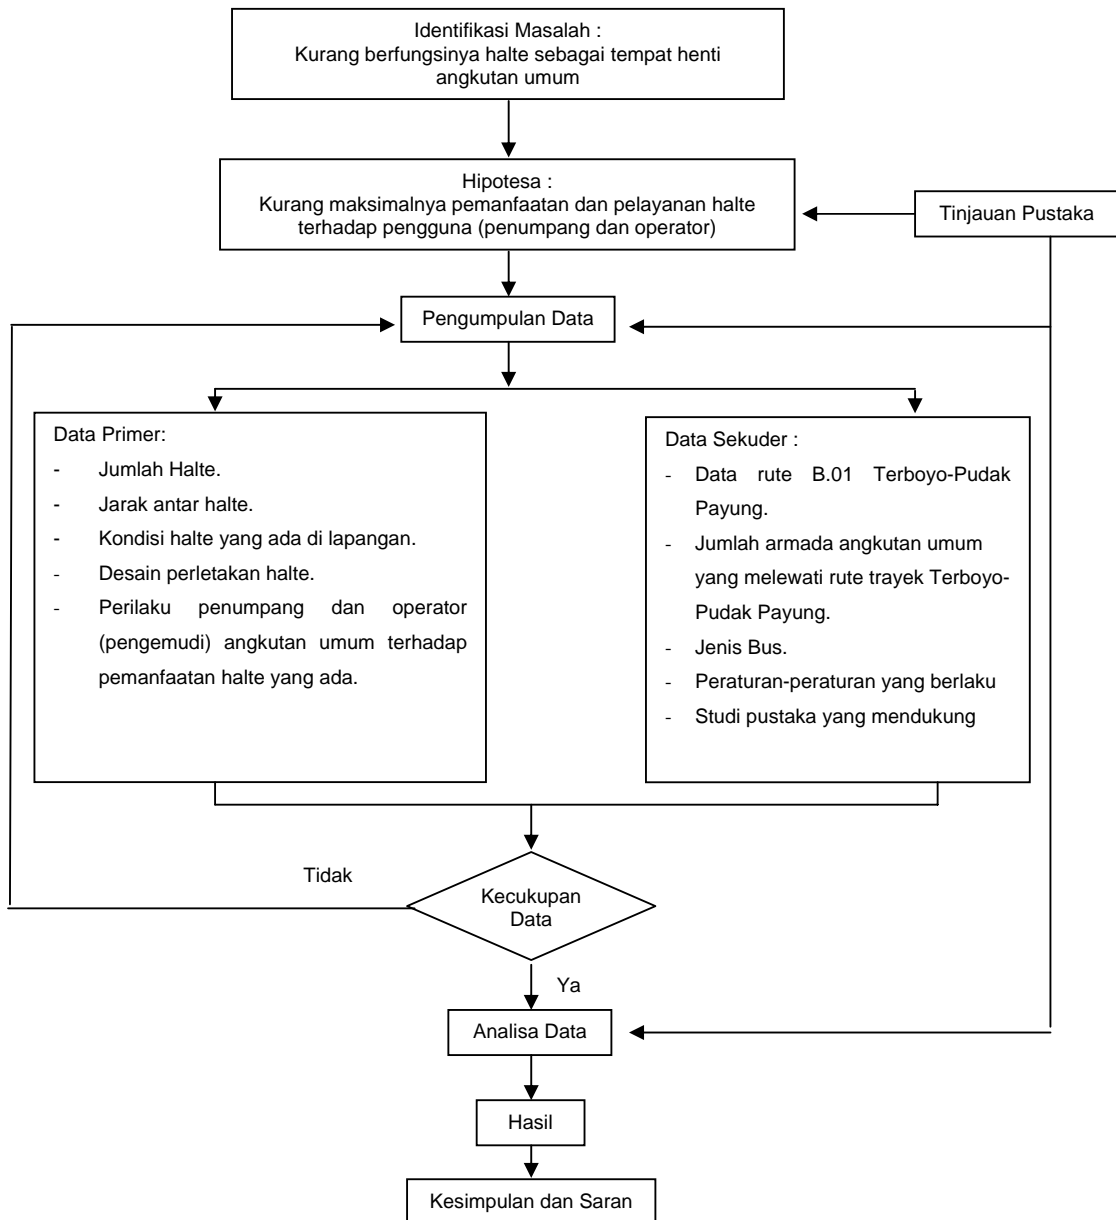 Identifikasi Masalah :
Kurang berfungsinya halte sebagai tempat henti
angkutan umum
Hipotesa :
Kurang maksimalnya pemanfaatan dan pelayanan halte
terhadap pengguna (penumpang dan operator)
Tinjauan Pustaka
Pengumpulan Data
Data Primer:
- Jumlah Halte.
- Jarak antar halte.
- Kondisi halte yang ada di lapangan.
- Desain perletakan halte.
- Perilaku penumpang dan operator
(pengemudi) angkutan umum terhadap
pemanfaatan halte yang ada.
Data Sekuder :
- Data rute B.01 Terboyo-Pudak
Payung.
- Jumlah armada angkutan umum
yang melewati rute trayek Terboyo-
Pudak Payung.
- Jenis Bus.
- Peraturan-peraturan yang berlaku
- Studi pustaka yang mendukung
Tidak
Kecukupan
Data
Ya
Analisa Data
Hasil
Kesimpulan dan Saran